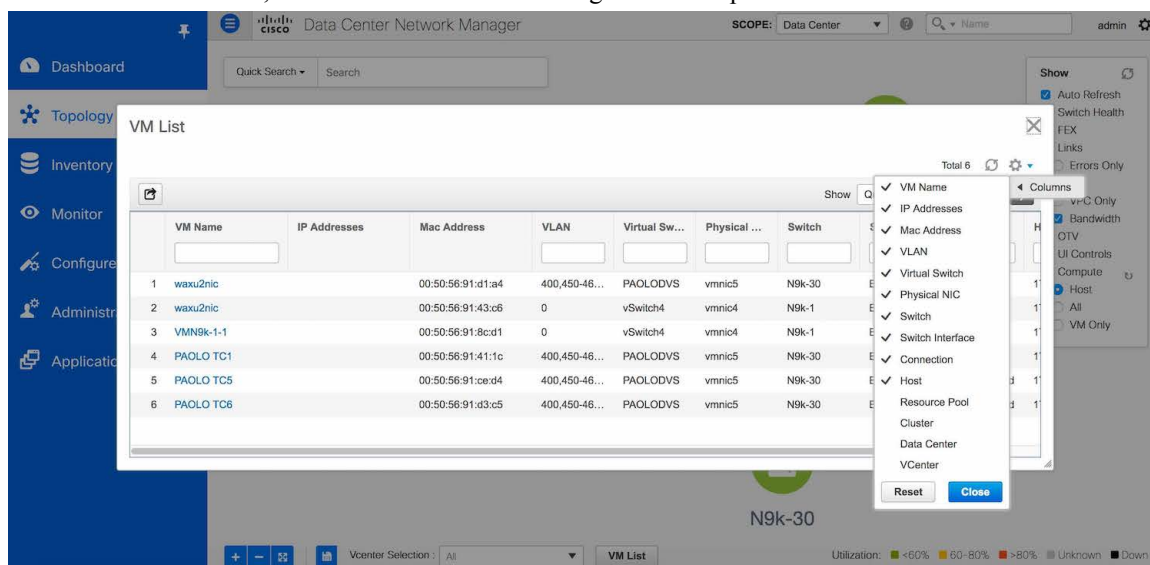 cisco Data Center Network Manager
SCOPE: Data Center
Name
admin
Dashboard
Quick Search
Search
Show
Auto Refresh
Topology
Switch Health
FEX
Links
Errors Only
VPC Only
Bandwidth
OTV
UI Controls
Compute
Host
All
VM Only
VM List
Inventory
Total 6
Show
Monitor
Configure
VM Name IP Addresses Mac Address VLAN Virtual Sw... Physical ... Switch
1 waxu2nic 00:50:56:91:d1:a4 400,450-46... PAOLODVS vmnic5 N9k-30
2 waxu2nic 00:50:56:91:43:c6 0 vSwitch4 vmnic4 N9k-1
3 VMN9k-1-1 00:50:56:91:8c:d1 0 vSwitch4 vmnic4 N9k-1
4 PAOLO TC1 00:50:56:91:41:1c 400,450-46... PAOLODVS vmnic5 N9k-30
5 PAOLO TC5 00:50:56:91:ce:d4 400,450-46... PAOLODVS vmnic5 N9k-30
6 PAOLO TC6 00:50:56:91:d3:c5 400,450-46... PAOLODVS vmnic5 N9k-30
Columns
VM Name
IP Addresses
Mac Address
VLAN
Virtual Switch
Physical NIC
Switch
Switch Interface
Connection
Host
Resource Pool
Cluster
Data Center
VCenter
Reset Close
N9k-30
Vcenter Selection : All
VM List
Utilization: <60% 60-80% >80% Unknown Down